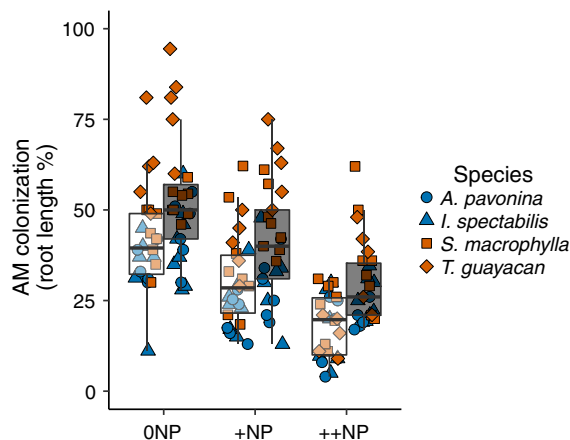 AM colonization
(root length %)
100
75
50
25
0
0NP
+NP
++NP
Species
A. pavonina
I. spectabilis
S. macrophylla
T. guayacan